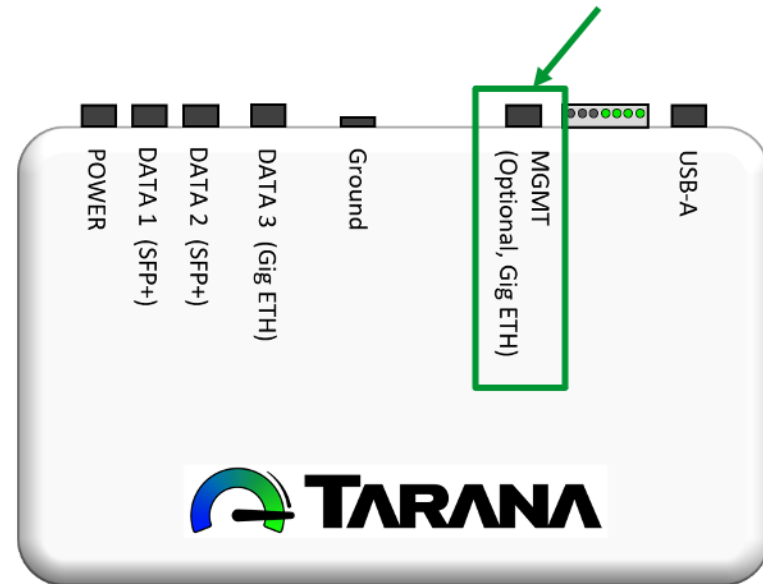 POWER
DATA 1 (SFP+)
DATA 2 (SFP+)
DATA 3 (Gig ETH)
Ground
MGMT
(Optional, Gig ETH)
USB-A
TARANA